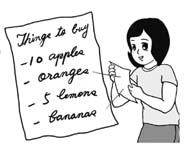 Things to buy
- 10 apples
- oranges
- 5 lemons
- bananas